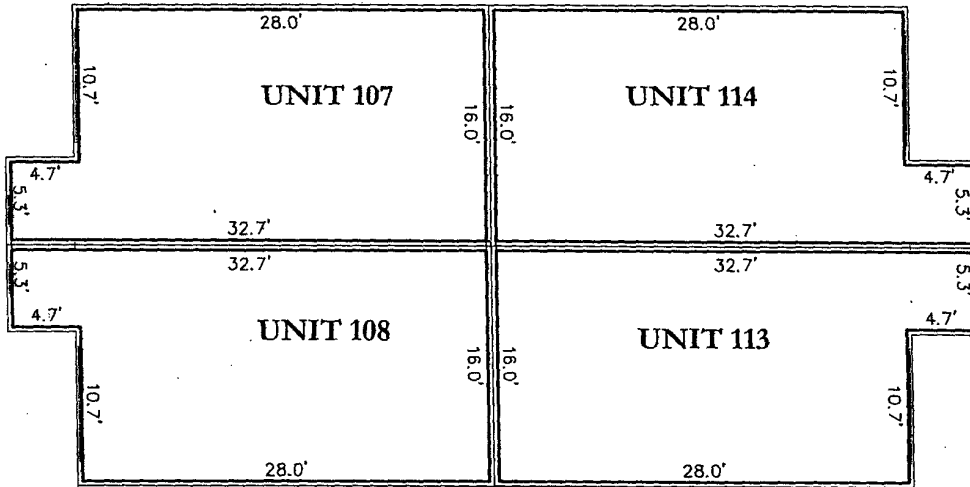 28.0' 28.0'
10.7' UNIT 107 16.0' 16.0' UNIT 114 10.7'
4.7' 4.7'
5.3' 5.3'
32.7' 32.7'
32.7' 32.7'
5.3' 5.3'
4.7' 4.7'
UNIT 108 UNIT 113
10.7' 16.0' 16.0' 10.7'
28.0' 28.0'